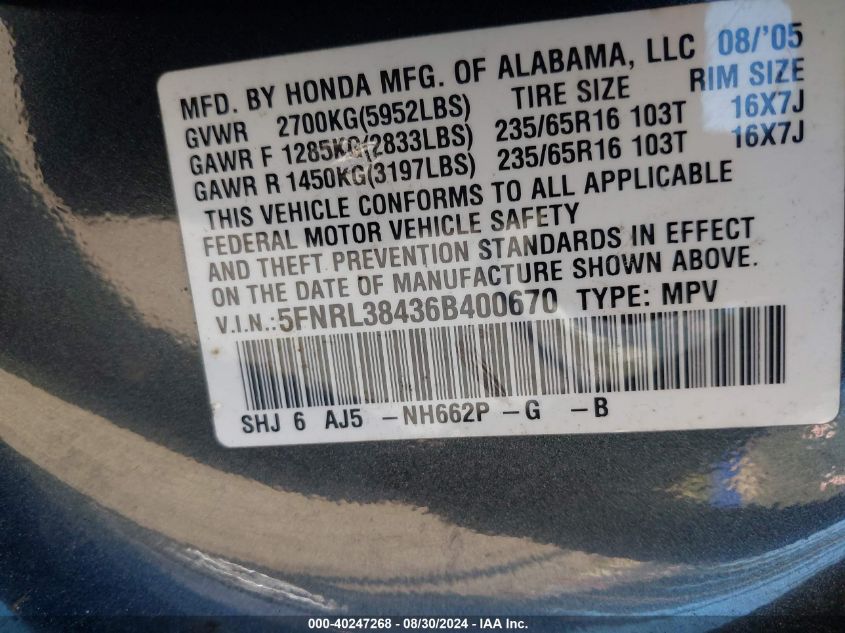 MFD. BY HONDA MFG. OF ALABAMA, LLC 08/'05
GVWR 2700KG(5952LBS) TIRE SIZE RIM SIZE
GAWR F 1285KG(2833LBS) 235/65R16 103T 16X7J
GAWR R 1450KG(3197LBS) 235/65R16 103T 16X7J
THIS VEHICLE CONFORMS TO ALL APPLICABLE
FEDERAL MOTOR VEHICLE SAFETY
AND THEFT PREVENTION STANDARDS IN EFFECT
ON THE DATE OF MANUFACTURE SHOWN ABOVE.
V.I.N.:5FNRL38436B400670 TYPE: MPV
SHJ 6 AJ5 -NH662P -G -B
000-40247268 - 08/30/2024 - IAA Inc.